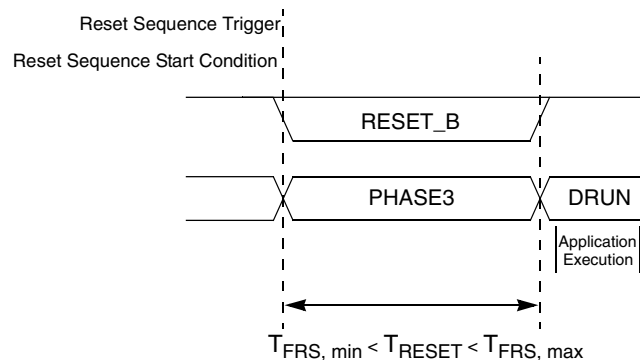 Reset Sequence Trigger
Reset Sequence Start Condition
RESET_B
PHASE3
DRUN
Application
Execution
TFRS, min < TRESET < TFRS, max